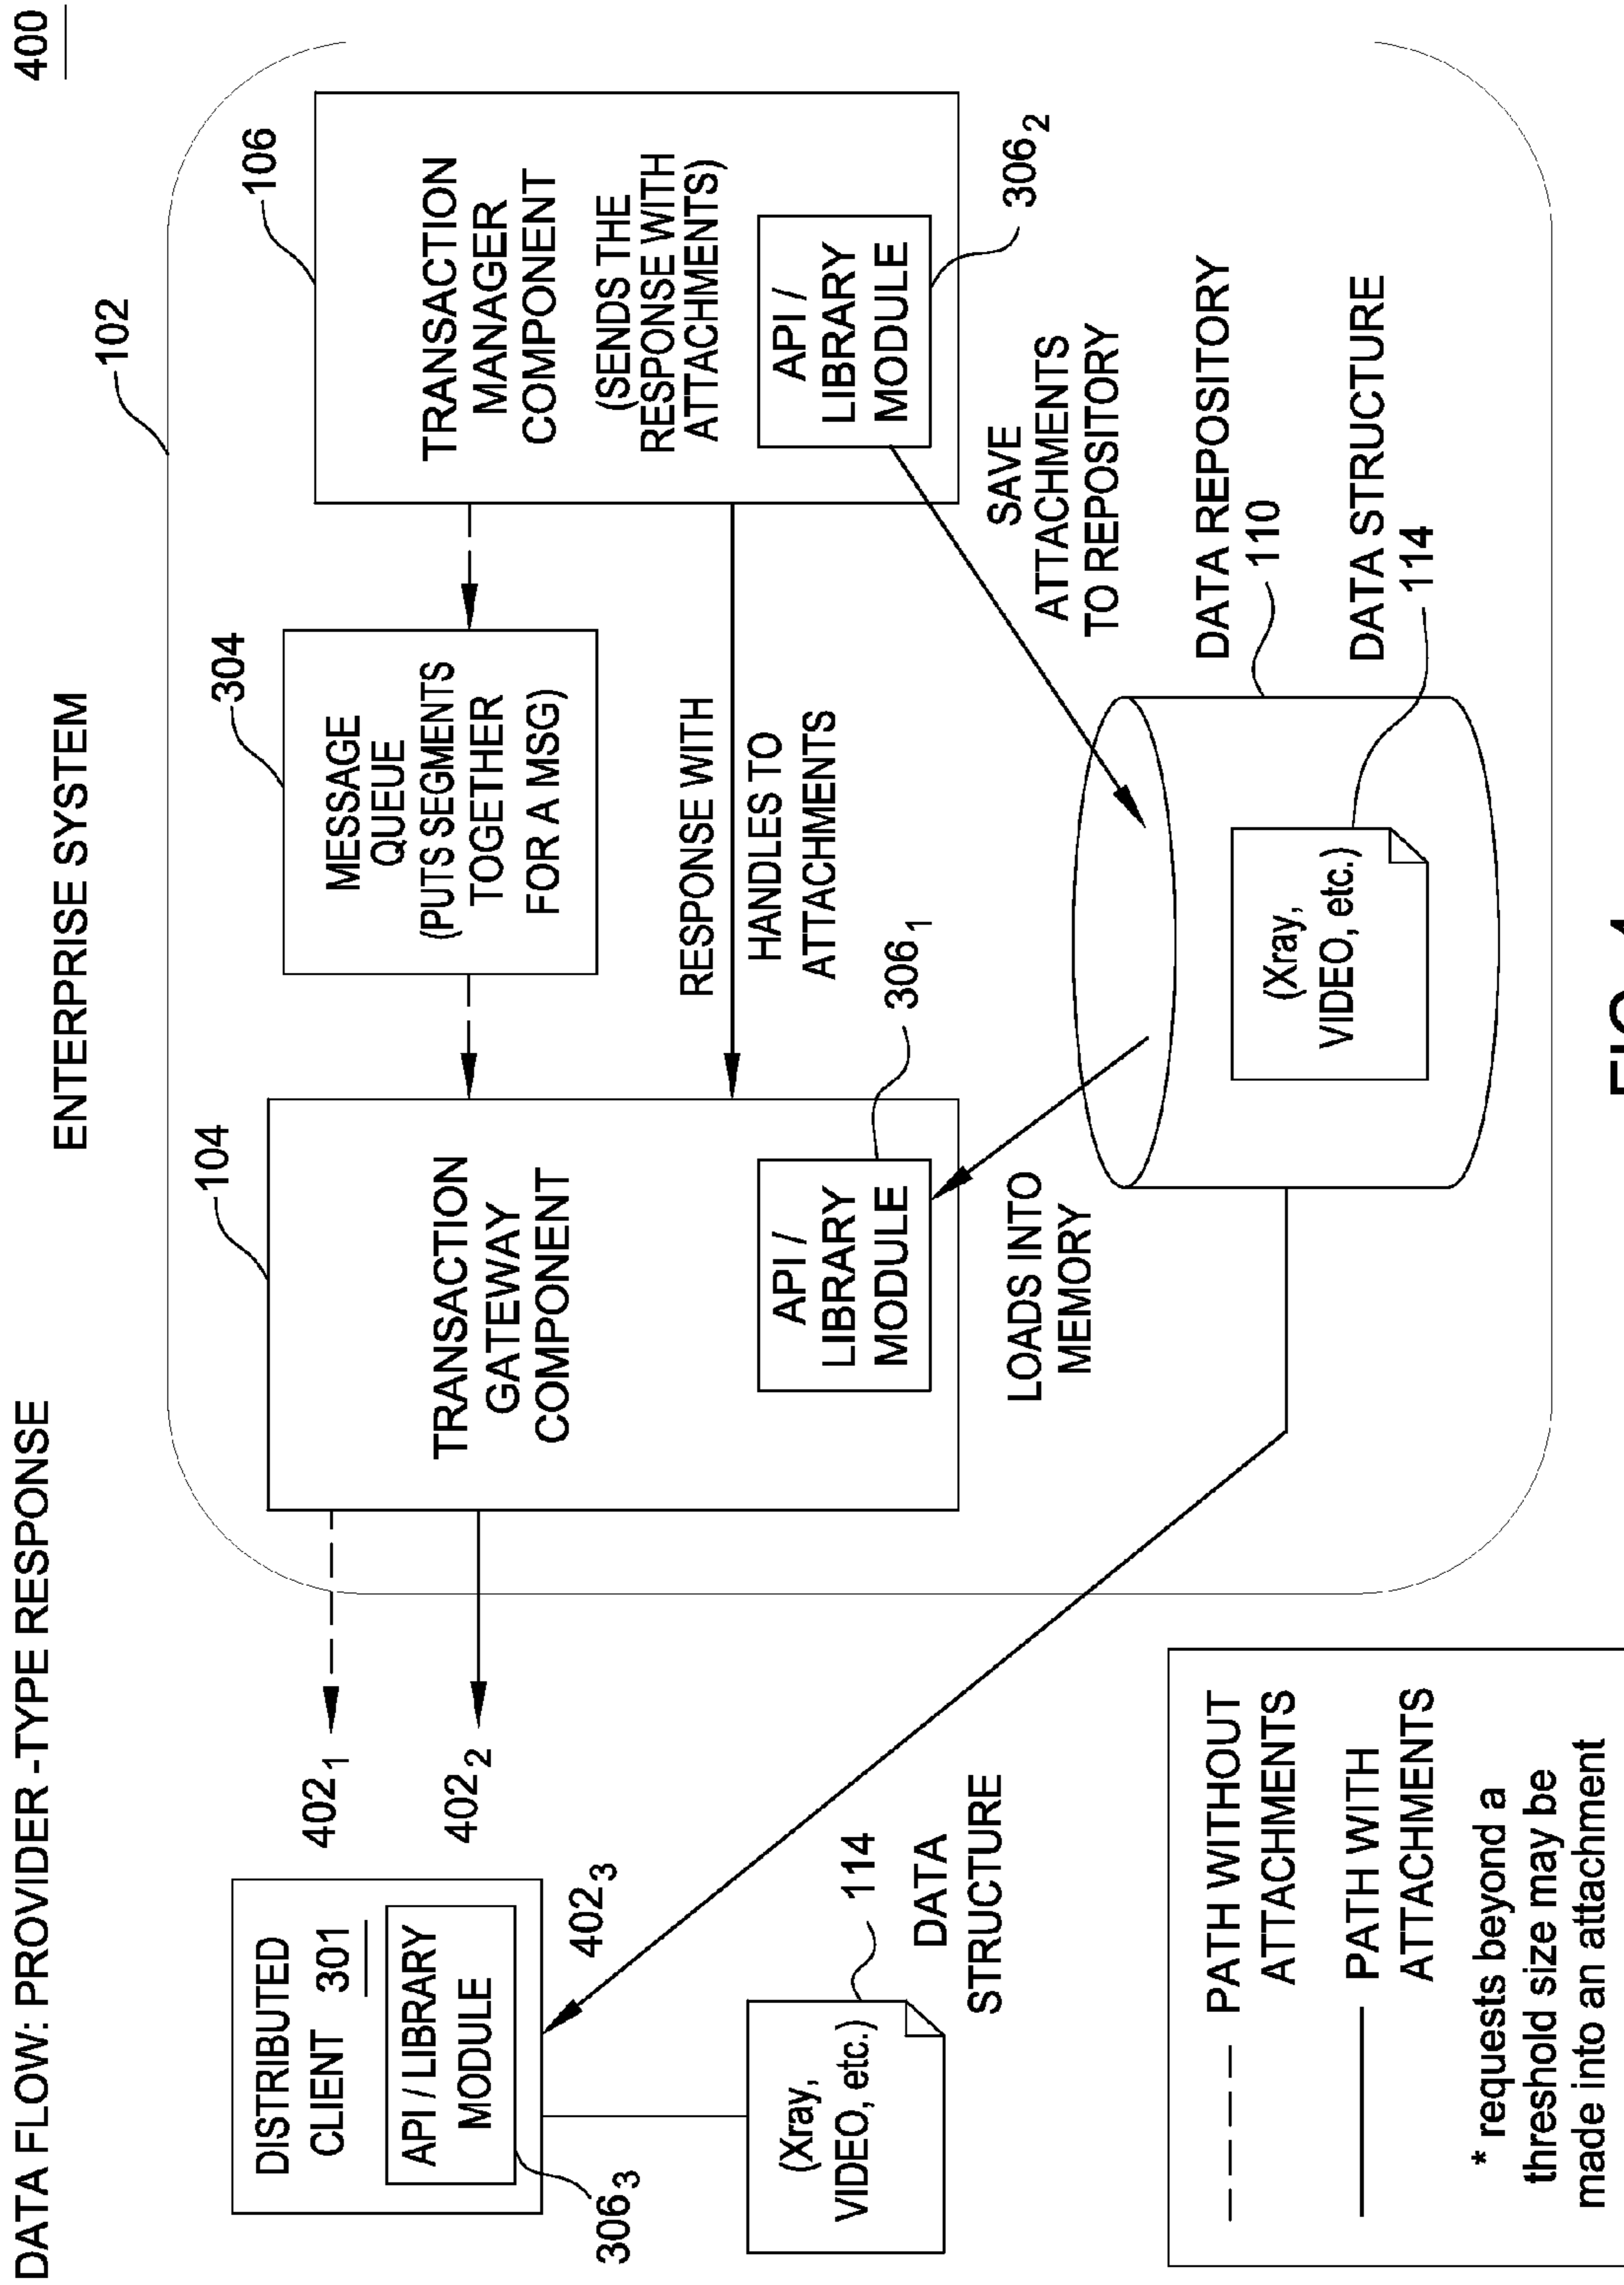 DATA FLOW: PROVIDER -TYPE RESPONSE
400
ENTERPRISE SYSTEM
102
DISTRIBUTED
CLIENT 301
API / LIBRARY
MODULE
306₃
402₁
402₂
402₃
(Xray,
VIDEO, etc.)
114
DATA
STRUCTURE
104
TRANSACTION
GATEWAY
COMPONENT
API /
LIBRARY
MODULE
306₁
304
MESSAGE
QUEUE
(PUTS SEGMENTS
TOGETHER
FOR A MSG)
RESPONSE WITH
HANDLES TO
ATTACHMENTS
106
TRANSACTION
MANAGER
COMPONENT
(SENDS THE
RESPONSE WITH
ATTACHMENTS)
API /
LIBRARY
MODULE
306₂
LOADS INTO
MEMORY
SAVE
ATTACHMENTS
TO REPOSITORY
DATA REPOSITORY
110
DATA STRUCTURE
114
(Xray,
VIDEO, etc.)
PATH WITHOUT
ATTACHMENTS
PATH WITH
ATTACHMENTS
* requests beyond a
threshold size may be
made into an attachment